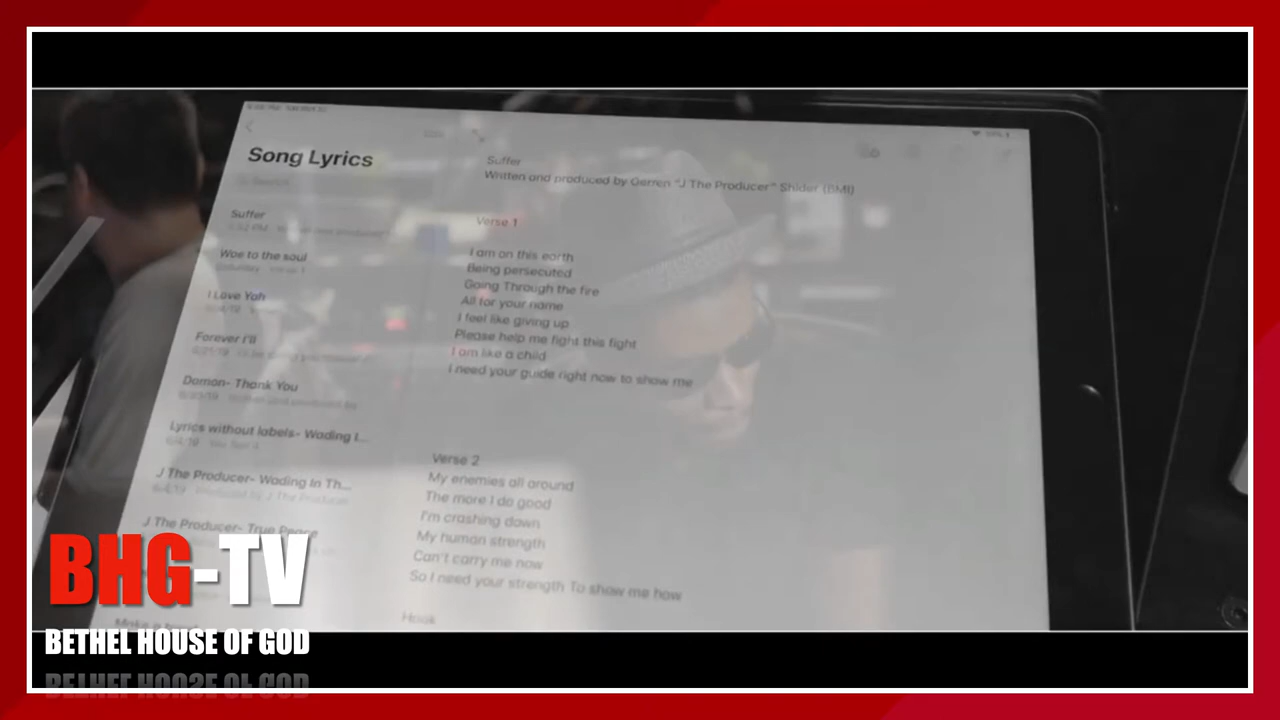 Song Lyrics
Suffer
Woe to the soul
I Love Yah
Forever I'll
Damon- Thank You
Lyrics without labels- Wading I...
J The Producer- Wading In Th...
Produced by J The Producer
J The Producer- True Peace
Suffer
Written and produced by Gerren "J The Producer" Shider (BMI)
Verse 1
I am on this earth
Being persecuted
Going Through the fire
All for your name
I feel like giving up
Please help me fight this fight
I am like a child
I need your guide right now to show me
Verse 2
My enemies all around
The more I do good
I'm crashing down
My human strength
Can't carry me now
So I need your strength To show me how
Hook
BHG-TV
BETHEL HOUSE OF GOD